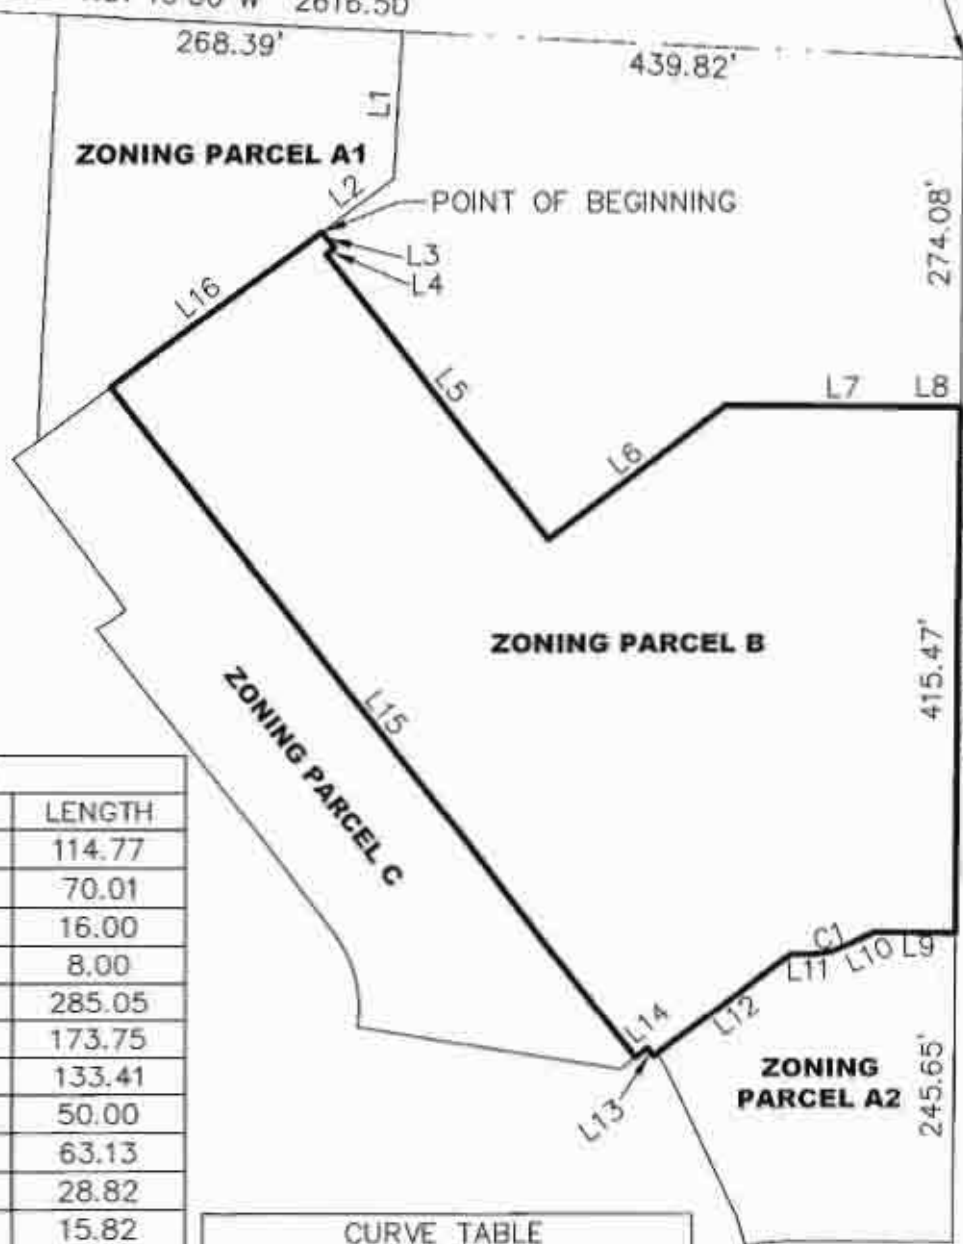 2616.50
268.39'
439.82'
L1
ZONING PARCEL A1
L2
POINT OF BEGINNING
274.08'
L3
L4
L16
L5
L7
L8
L6
ZONING PARCEL B
415.47'
L15
ZONING PARCEL C
LENGTH
114.77
70.01
16.00
8.00
285.05
173.75
133.41
50.00
63.13
28.82
15.82
C1
L9
L10
L11
L12
L14
L13
ZONING
PARCEL A2
245.65'
CURVE TABLE